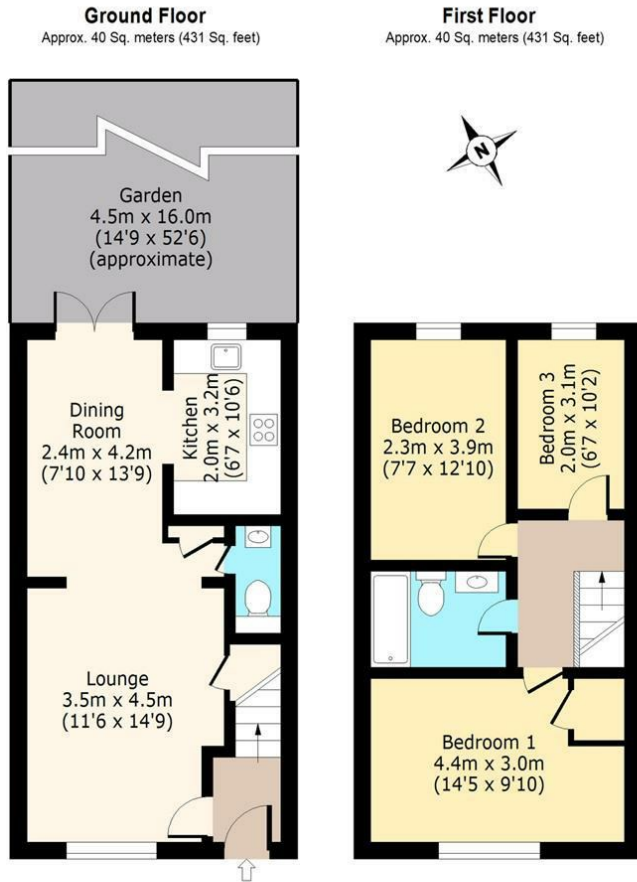 Ground Floor
Approx. 40 Sq. meters (431 Sq. feet)
First Floor
Approx. 40 Sq. meters (431 Sq. feet)
N
Garden
4.5m x 16.0m
(14'9 x 52'6)
(approximate)
Dining
Room
2.4m x 4.2m
(7'10 x 13'9)
Kitchen
2.0m x 3.2m
(6'7 x 10'6)
Lounge
3.5m x 4.5m
(11'6 x 14'9)
Bedroom 2
2.3m x 3.9m
(7'7 x 12'10)
Bedroom 3
2.0m x 3.1m
(6'7 x 10'2)
Bedroom 1
4.4m x 3.0m
(14'5 x 9'10)